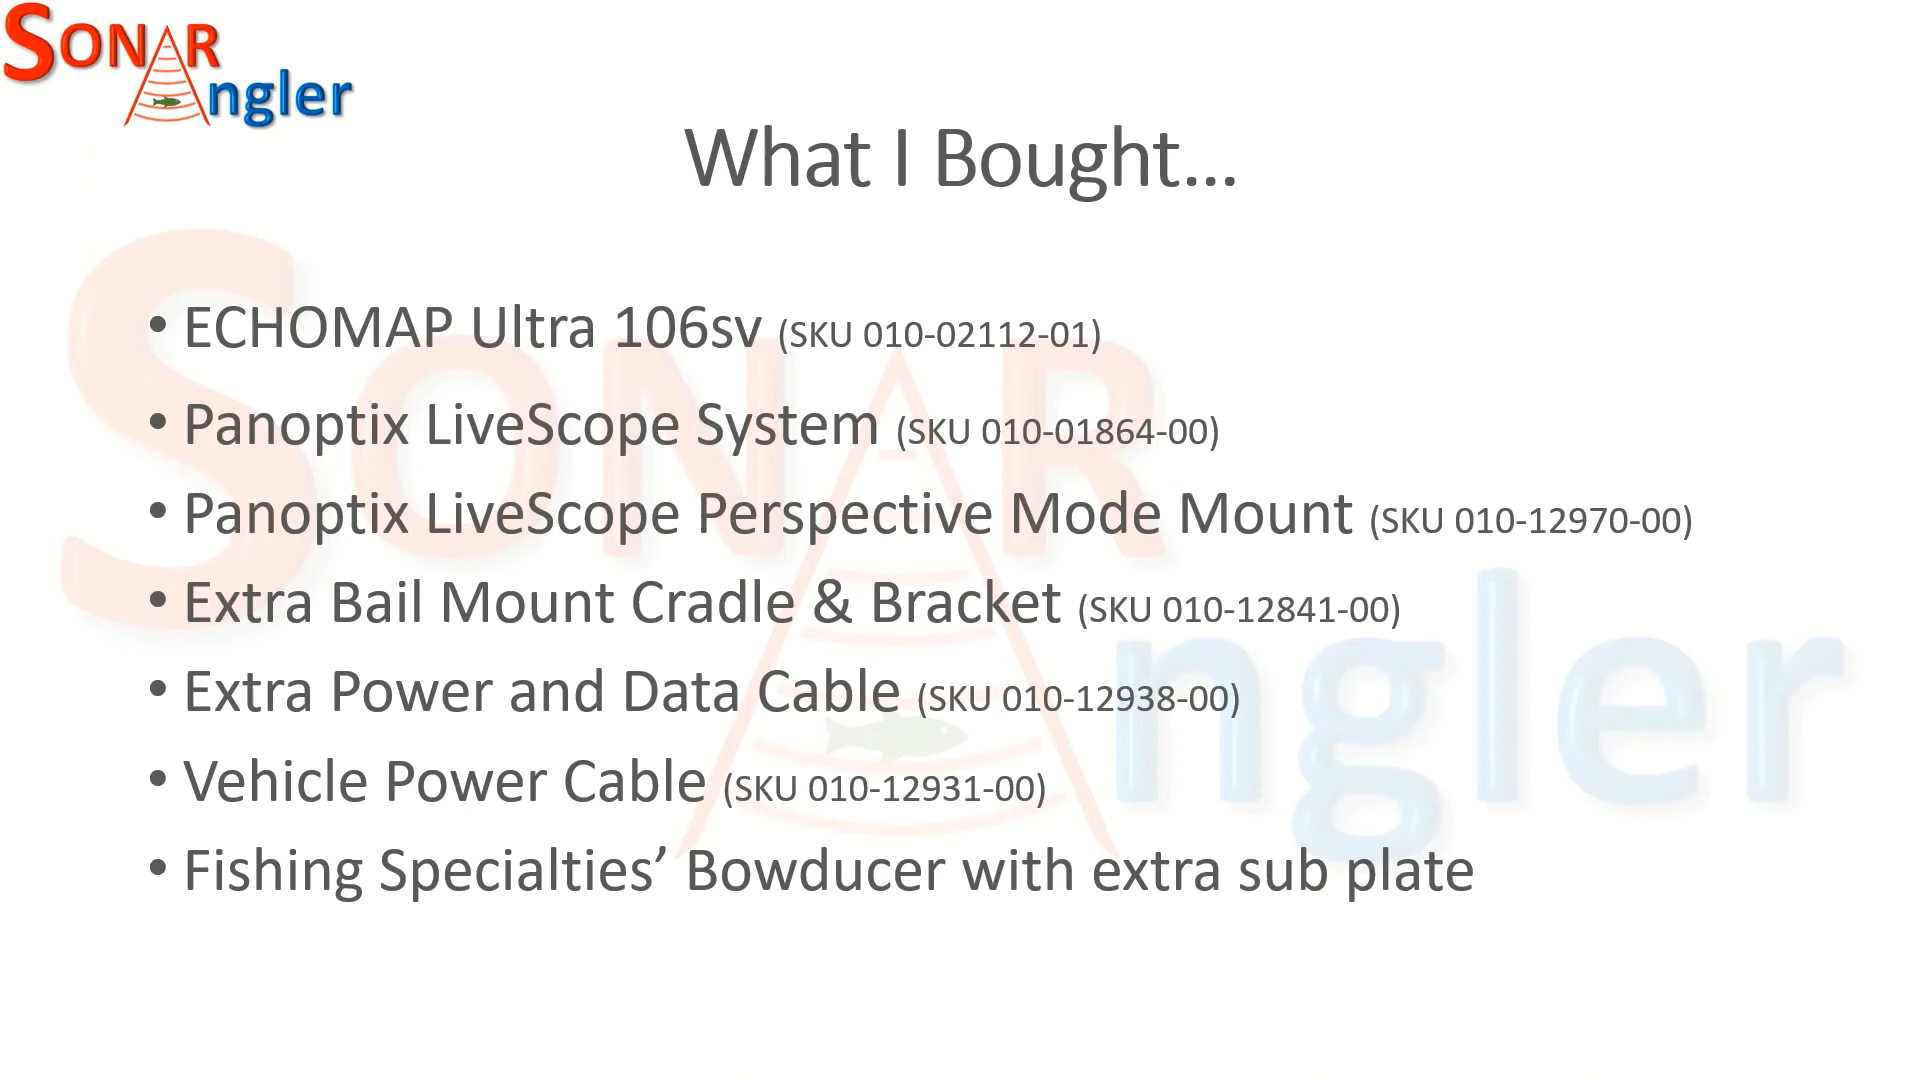 SONAR
Angler
What I Bought...
• ECHOMAP Ultra 106sv (SKU 010-02112-01)
• Panoptix LiveScope System (SKU 010-01864-00)
• Panoptix LiveScope Perspective Mode Mount (SKU 010-12970-00)
• Extra Bail Mount Cradle & Bracket (SKU 010-12841-00)
• Extra Power and Data Cable (SKU 010-12938-00)
• Vehicle Power Cable (SKU 010-12931-00)
• Fishing Specialties’ Bowducer with extra sub plate
SONAR
Angler